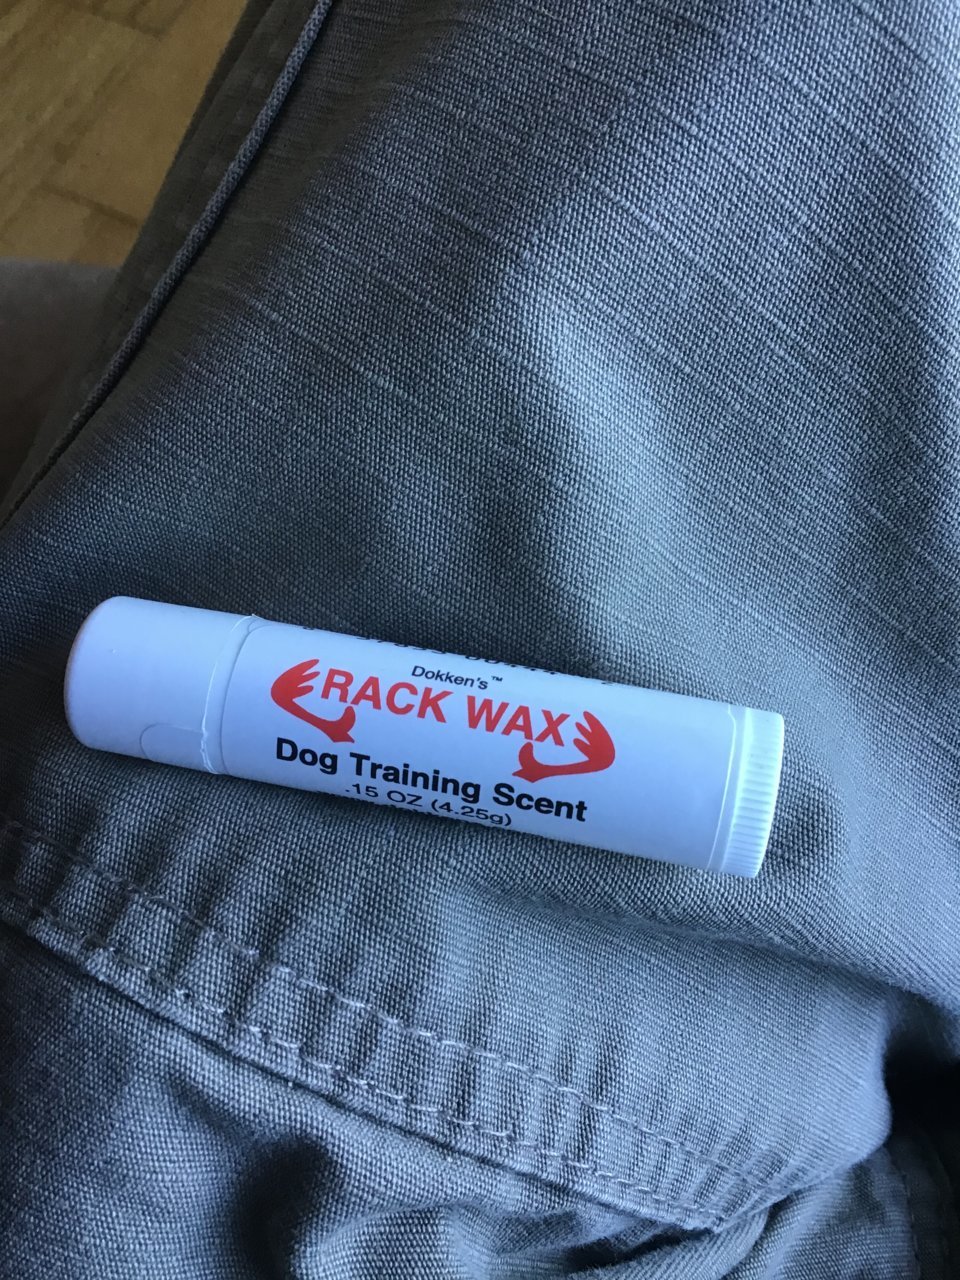 Dokken's™
RACK WAX
Dog Training Scent
.15 OZ (4.25g)